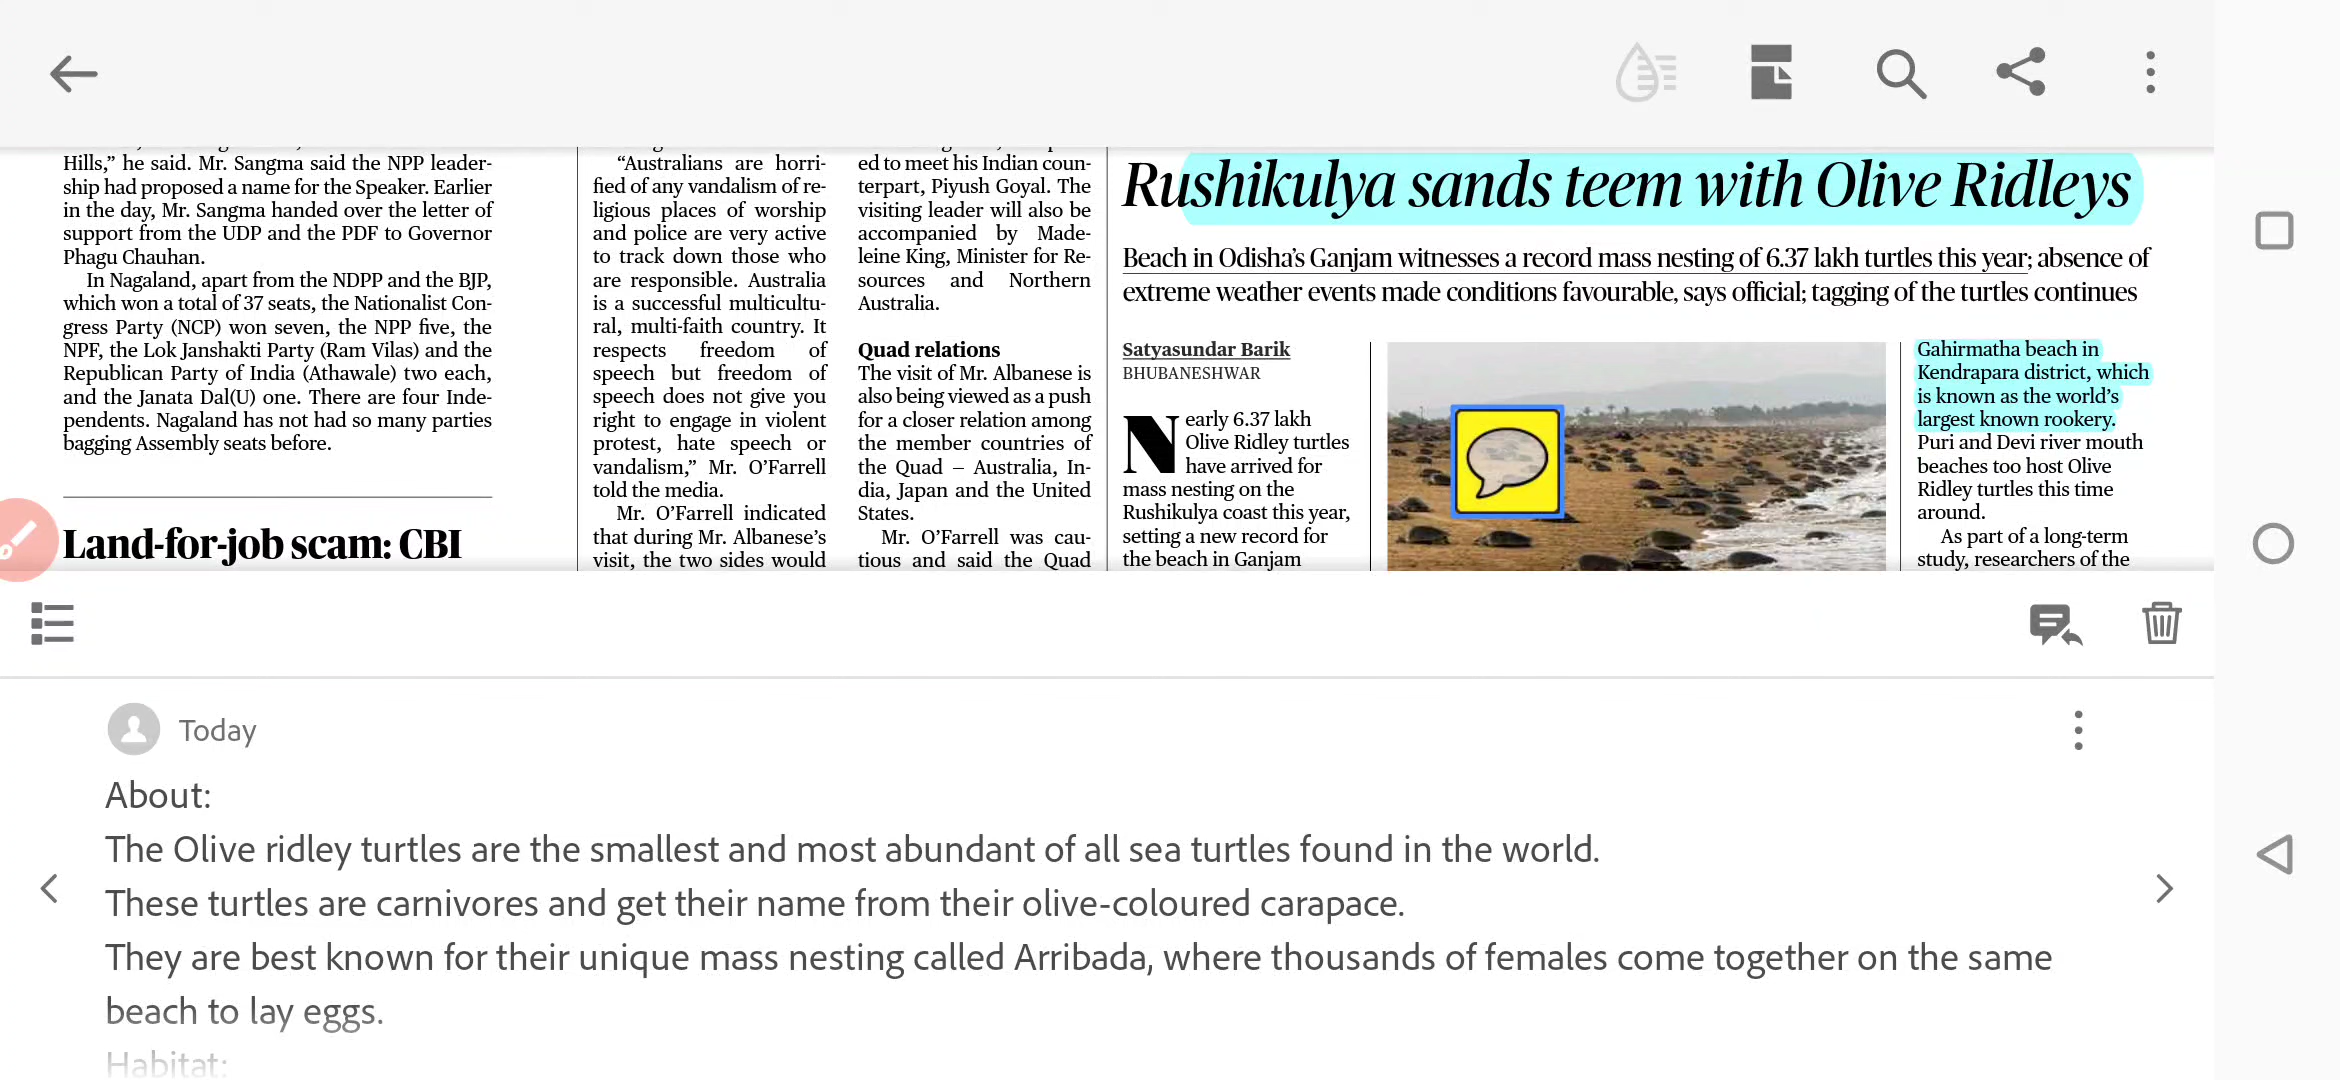 Hills,” he said. Mr. Sangma said the NPP leader-
ship had proposed a name for the Speaker. Earlier
in the day, Mr. Sangma handed over the letter of
support from the UDP and the PDF to Governor
Phagu Chauhan.
In Nagaland, apart from the NDPP and the BJP,
which won a total of 37 seats, the Nationalist Con-
gress Party (NCP) won seven, the NPP five, the
NPF, the Lok Janshakti Party (Ram Vilas) and the
Republican Party of India (Athawale) two each,
and the Janata Dal(U) one. There are four Inde-
pendents. Nagaland has not had so many parties
bagging Assembly seats before.
Land-for-job scam: CBI
“Australians are horri-
fied of any vandalism of re-
ligious places of worship
and police are very active
to track down those who
are responsible. Australia
is a successful multicultu-
ral, multi-faith country. It
respects freedom of
speech but freedom of
speech does not give you
right to engage in violent
protest, hate speech or
vandalism,” Mr. O’Farrell
told the media.
Mr. O’Farrell indicated
that during Mr. Albanese’s
visit, the two sides would
ed to meet his Indian coun-
terpart, Piyush Goyal. The
visiting leader will also be
accompanied by Made-
leine King, Minister for Re-
sources and Northern
Australia.
Quad relations
The visit of Mr. Albanese is
also being viewed as a push
for a closer relation among
the member countries of
the Quad – Australia, In-
dia, Japan and the United
States.
Mr. O’Farrell was cau-
tious and said the Quad
Rushikulya sands teem with Olive Ridleys
Beach in Odisha’s Ganjam witnesses a record mass nesting of 6.37 lakh turtles this year; absence of
extreme weather events made conditions favourable, says official; tagging of the turtles continues
Satyasundar Barik
BHUBANESHWAR
Nearly 6.37 lakh
Olive Ridley turtles
have arrived for
mass nesting on the
Rushikulya coast this year,
setting a new record for
the beach in Ganjam
Gahirmatha beach in
Kendrapara district, which
is known as the world’s
largest known rookery.
Puri and Devi river mouth
beaches too host Olive
Ridley turtles this time
around.
As part of a long-term
study, researchers of the
Today
About:
The Olive ridley turtles are the smallest and most abundant of all sea turtles found in the world.
These turtles are carnivores and get their name from their olive-coloured carapace.
They are best known for their unique mass nesting called Arribada, where thousands of females come together on the same
beach to lay eggs.
Habitat: